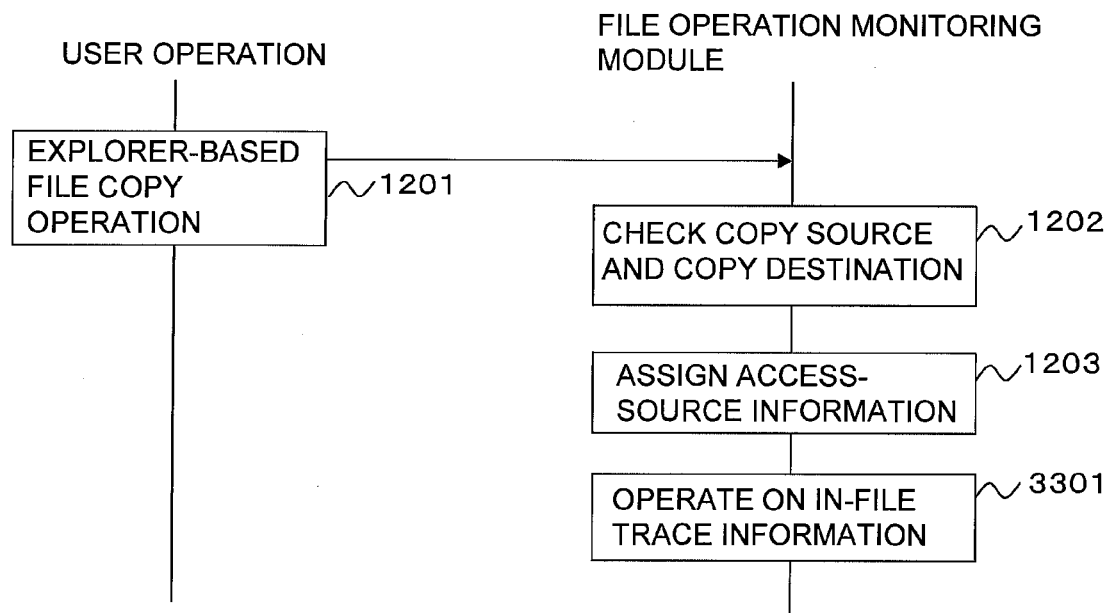 USER OPERATION
FILE OPERATION MONITORING
MODULE
EXPLORER-BASED
FILE COPY
OPERATION
1201
CHECK COPY SOURCE
AND COPY DESTINATION
1202
ASSIGN ACCESS-
SOURCE INFORMATION
1203
OPERATE ON IN-FILE
TRACE INFORMATION
3301